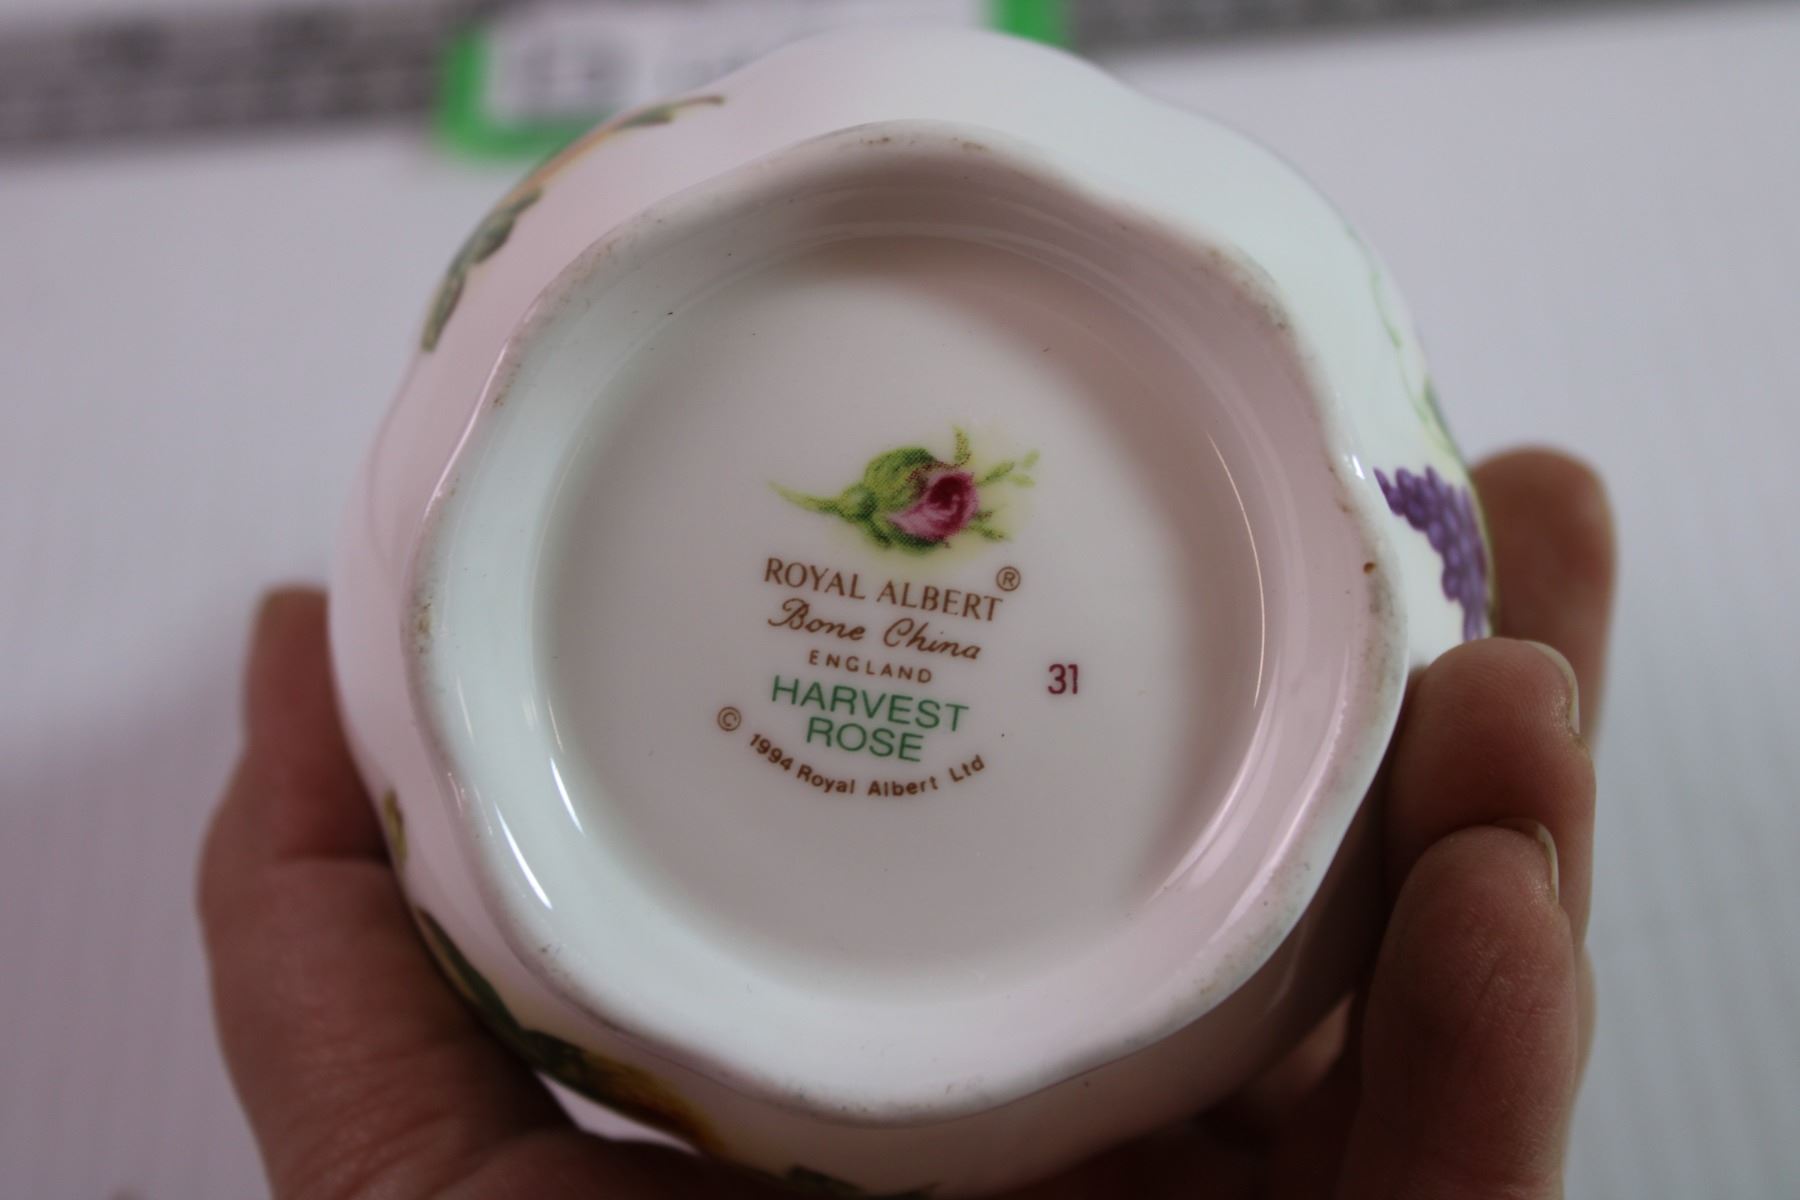 ROYAL ALBERT®
Bone China
ENGLAND
HARVEST
ROSE
© 1994 Royal Albert Ltd
31